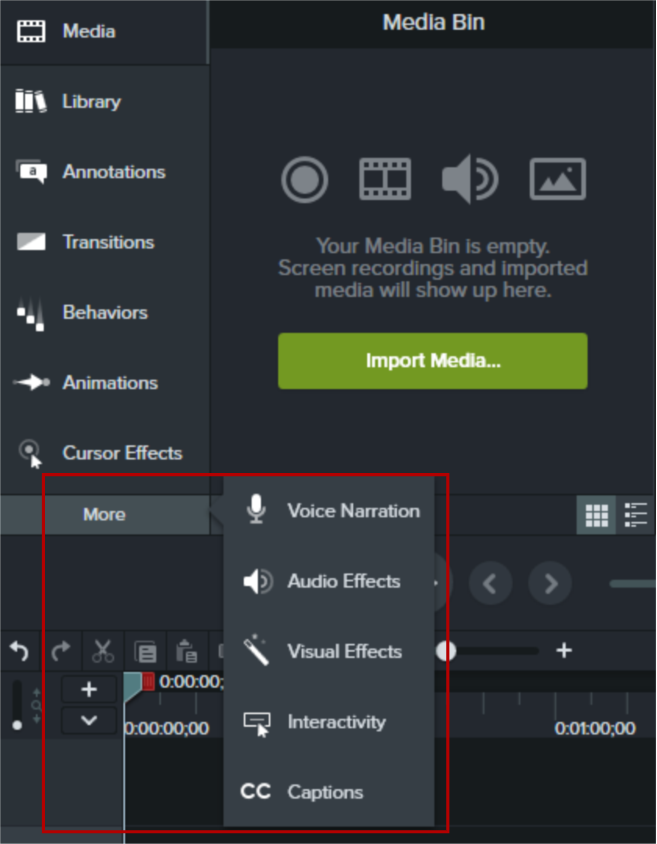 Media
Media Bin
Library
a
Annotations
Transitions
Behaviors
Animations
Cursor Effects
Your Media Bin is empty.
Screen recordings and imported
media will show up here.
Import Media...
More
Voice Narration
Audio Effects
Visual Effects
Interactivity
CC Captions
+
+
0:00:00;
0:00:00;00
0:01:00;00